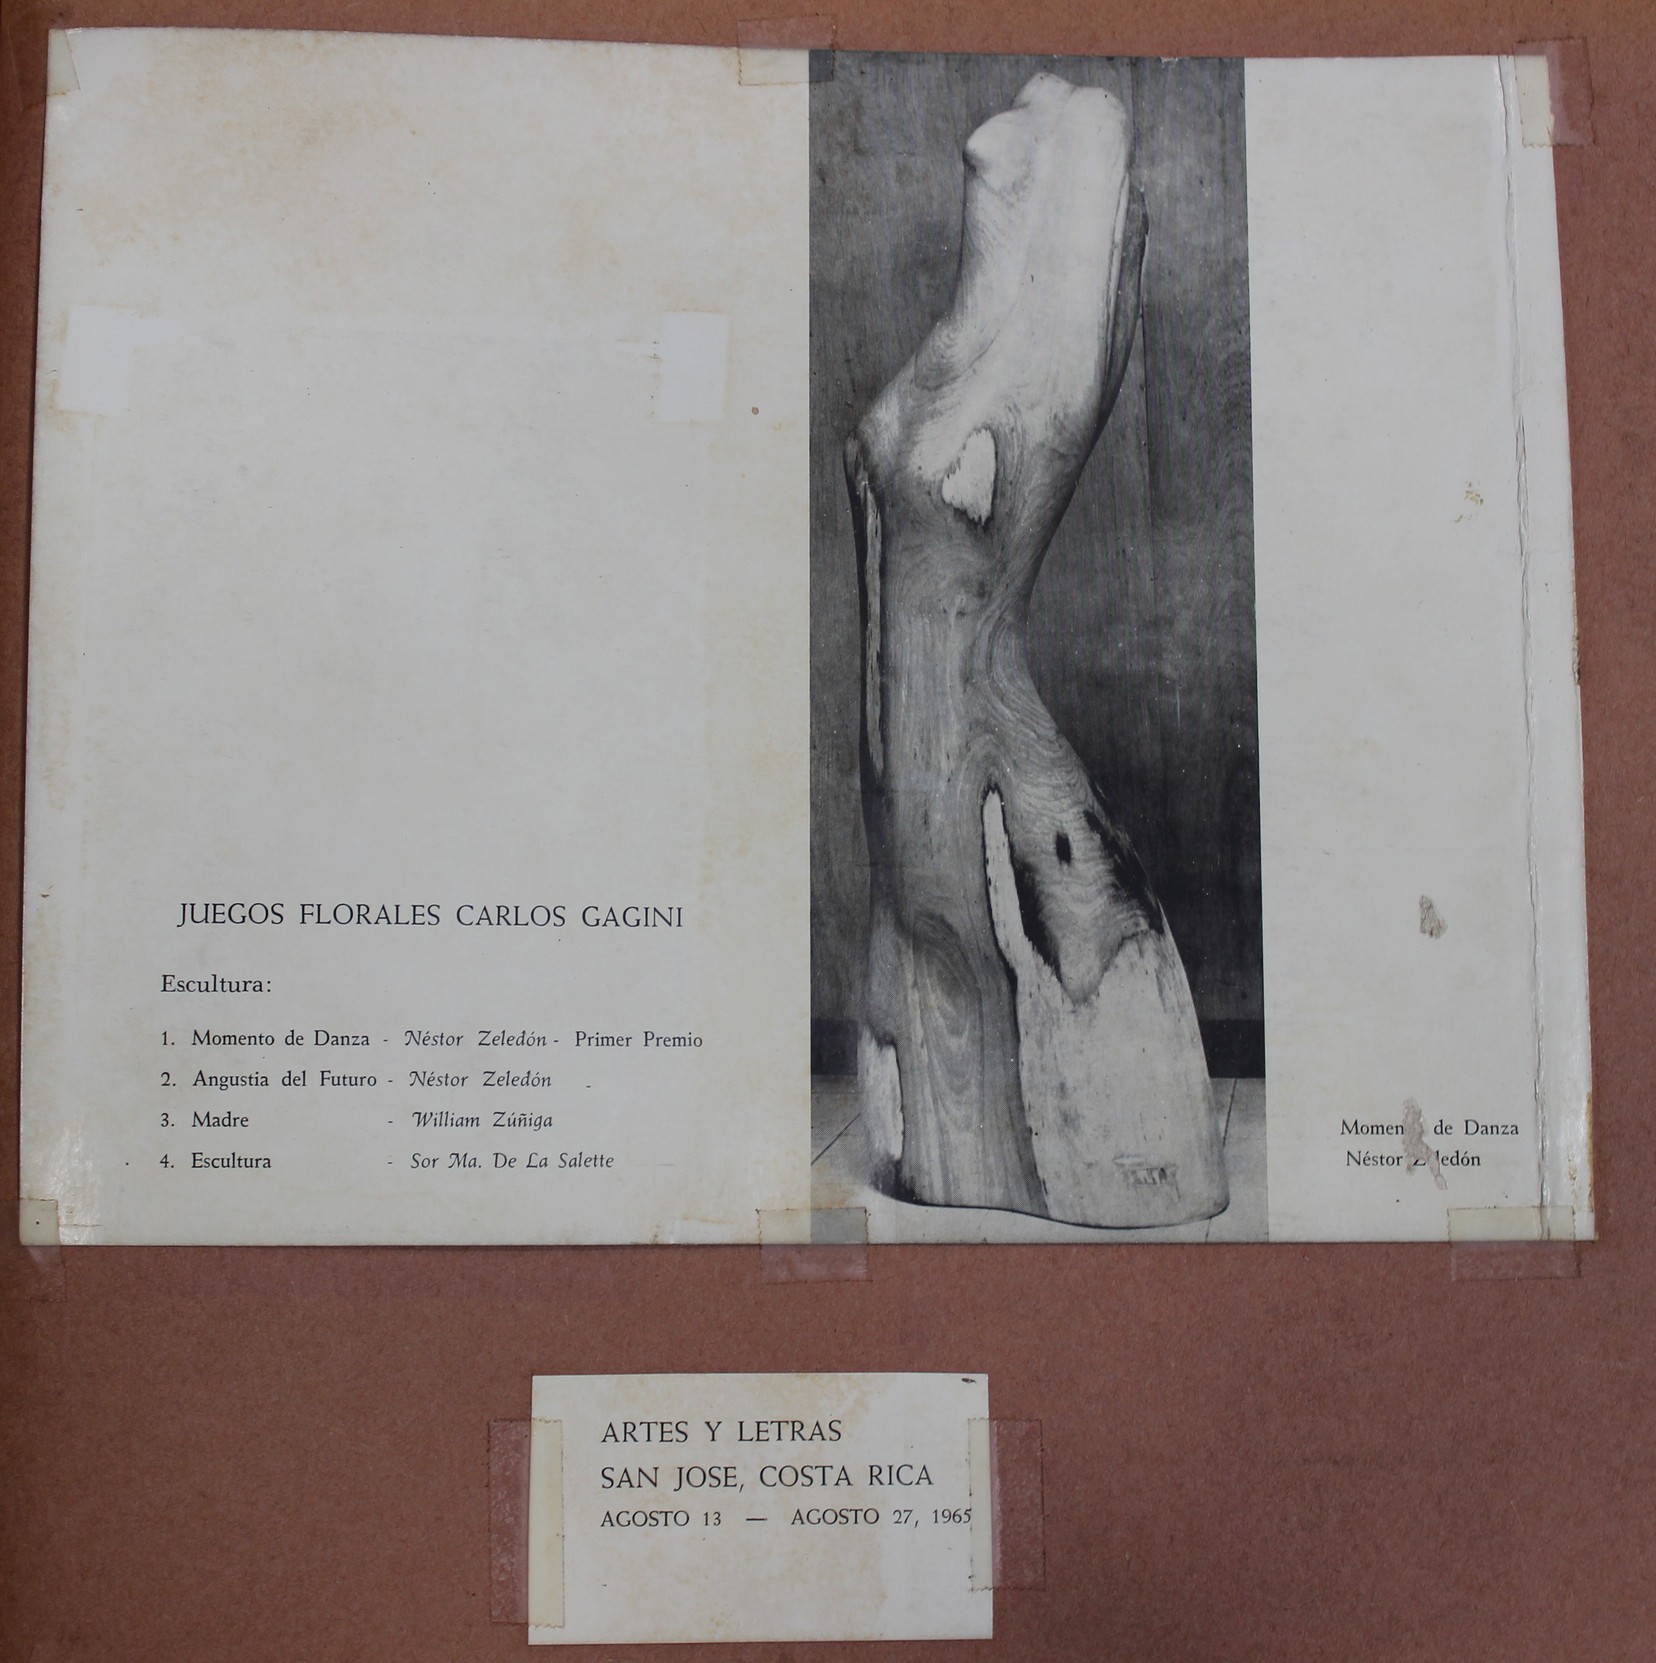 JUEGOS FLORALES CARLOS GAGINI
Escultura:
1. Momento de Danza - Néstor Zeledón - Primer Premio
2. Angustia del Futuro - Néstor Zeledón -
3. Madre - William Zúñiga
4. Escultura - Sor Ma. De La Salette
Momen de Danza
Néstor Z ledón
ARTES Y LETRAS
SAN JOSE, COSTA RICA
AGOSTO 13 — AGOSTO 27, 1965